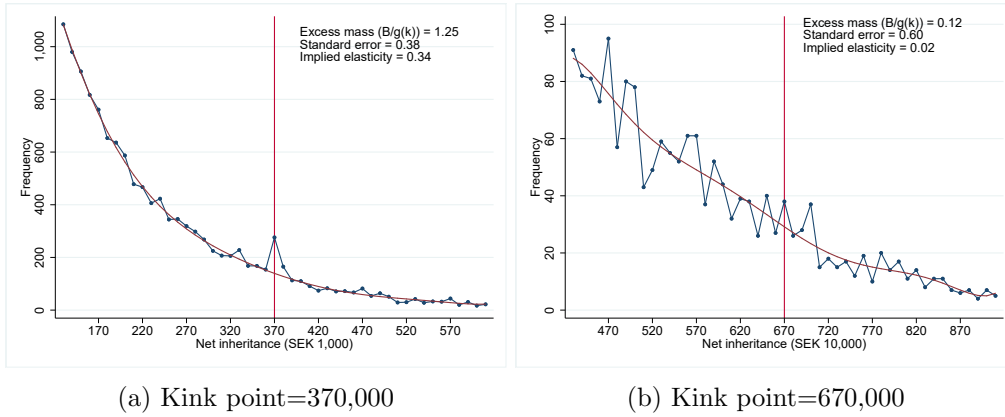 Excess mass (B/g(k)) = 1.25
Standard error = 0.38
Implied elasticity = 0.34
Frequency
1,000
800
600
400
200
0
170 220 270 320 370 420 470 520 570
Net inheritance (SEK 1,000)
(a) Kink point=370,000
Excess mass (B/g(k)) = 0.12
Standard error = 0.60
Implied elasticity = 0.02
Frequency
100
80
60
40
20
0
470 520 570 620 670 720 770 820 870
Net inheritance (SEK 10,000)
(b) Kink point=670,000